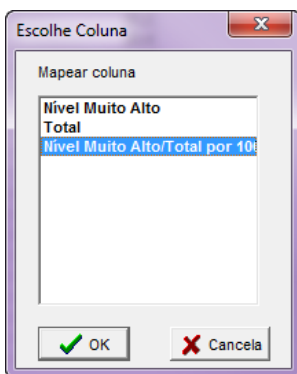 Escolhe Coluna
Mapear coluna
Nível Muito Alto
Total
Nível Muito Alto/Total por 10
OK
Cancela